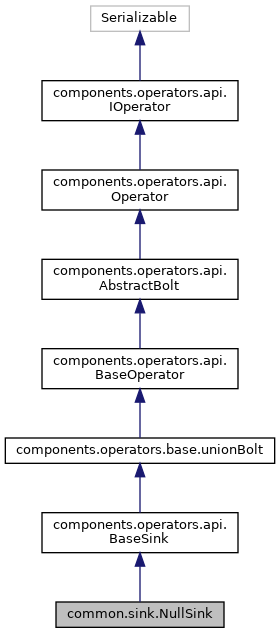 Serializable
components.operators.api.
IOperator
components.operators.api.
Operator
components.operators.api.
AbstractBolt
components.operators.api.
BaseOperator
components.operators.base.unionBolt
components.operators.api.
BaseSink
common.sink.NullSink